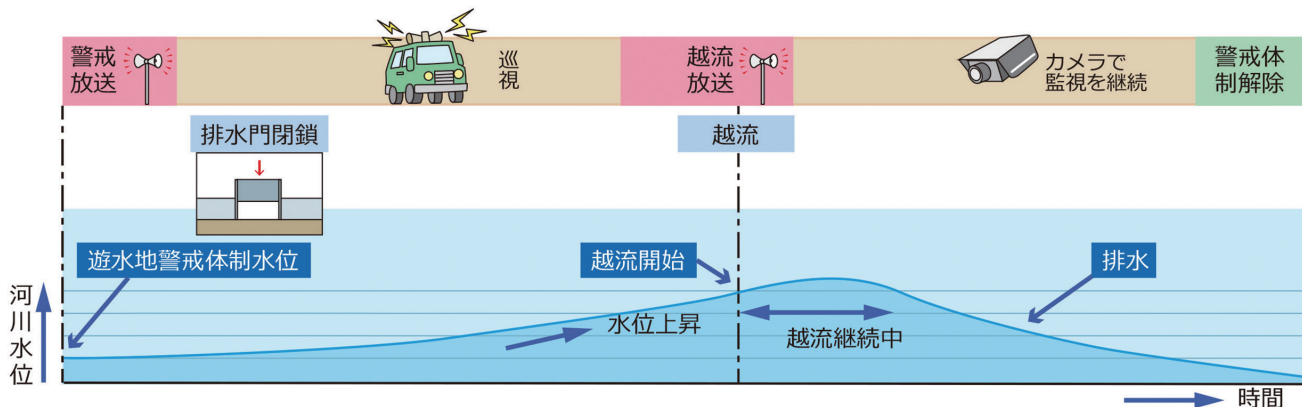 警戒
放送
巡
視
越流
放送
カメラで
監視を継続
警戒体
制解除
排水門閉鎖
越流
遊水地警戒体制水位
越流開始
排水
河川水位
水位上昇
越流継続中
時間